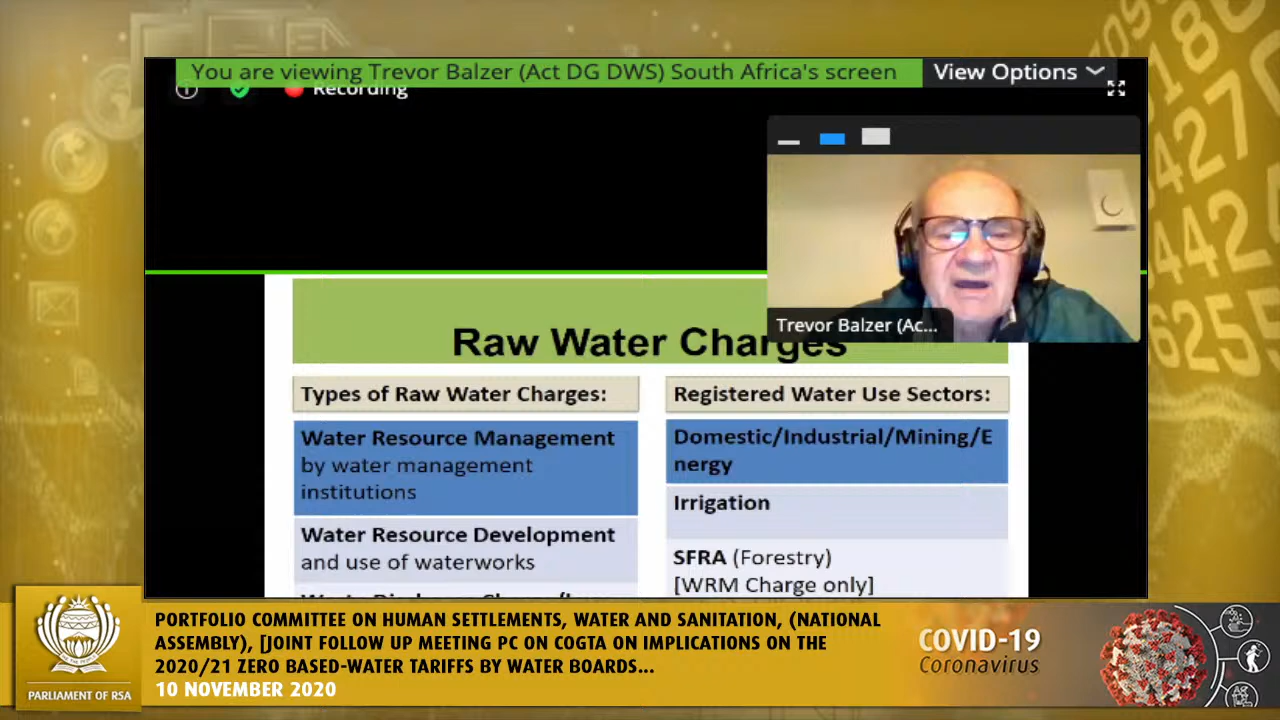 You are viewing Trevor Balzer (Act DG DWS) South Africa's screen
View Options
Recording
Trevor Balzer (Ac...
Raw Water Charges
Types of Raw Water Charges:
Water Resource Management
by water management
institutions
Water Resource Development
and use of waterworks
Registered Water Use Sectors:
Domestic/Industrial/Mining/E
nergy
Irrigation
SFRA (Forestry)
[WRM Charge only]
PARLIAMENT OF RSA
PORTFOLIO COMMITTEE ON HUMAN SETTLEMENTS, WATER AND SANITATION, (NATIONAL
ASSEMBLY), [JOINT FOLLOW UP MEETING PC ON COGTA ON IMPLICATIONS ON THE
2020/21 ZERO BASED-WATER TARIFFS BY WATER BOARDS...
10 NOVEMBER 2020
COVID-19
Coronavirus